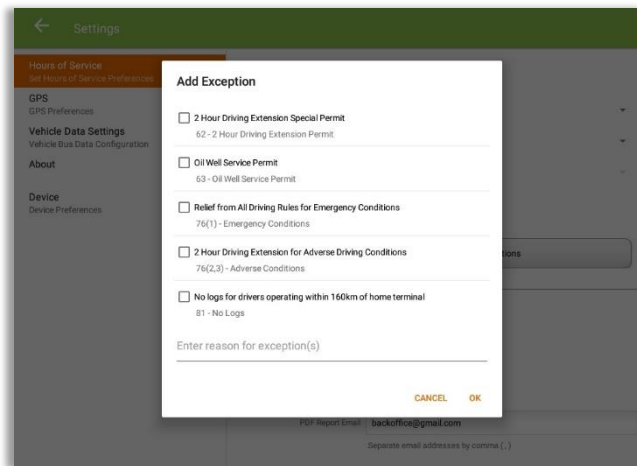 Settings
Hours of Service
Set Hours of Service Preferences
GPS
GPS Preferences
Vehicle Data Settings
Vehicle Bus Data Configuration
About
Device
Device Preferences
Add Exception
2 Hour Driving Extension Special Permit
62 - 2 Hour Driving Extension Permit
Oil Well Service Permit
63 - Oil Well Service Permit
Relief from All Driving Rules for Emergency Conditions
76(1) - Emergency Conditions
2 Hour Driving Extension for Adverse Driving Conditions
76(2,3) - Adverse Conditions
No logs for drivers operating within 160km of home terminal
81 - No Logs
Enter reason for exception(s)
CANCEL OK
tions
PDF Report Email backoffice@gmail.com
Separate email addresses by comma ( , )